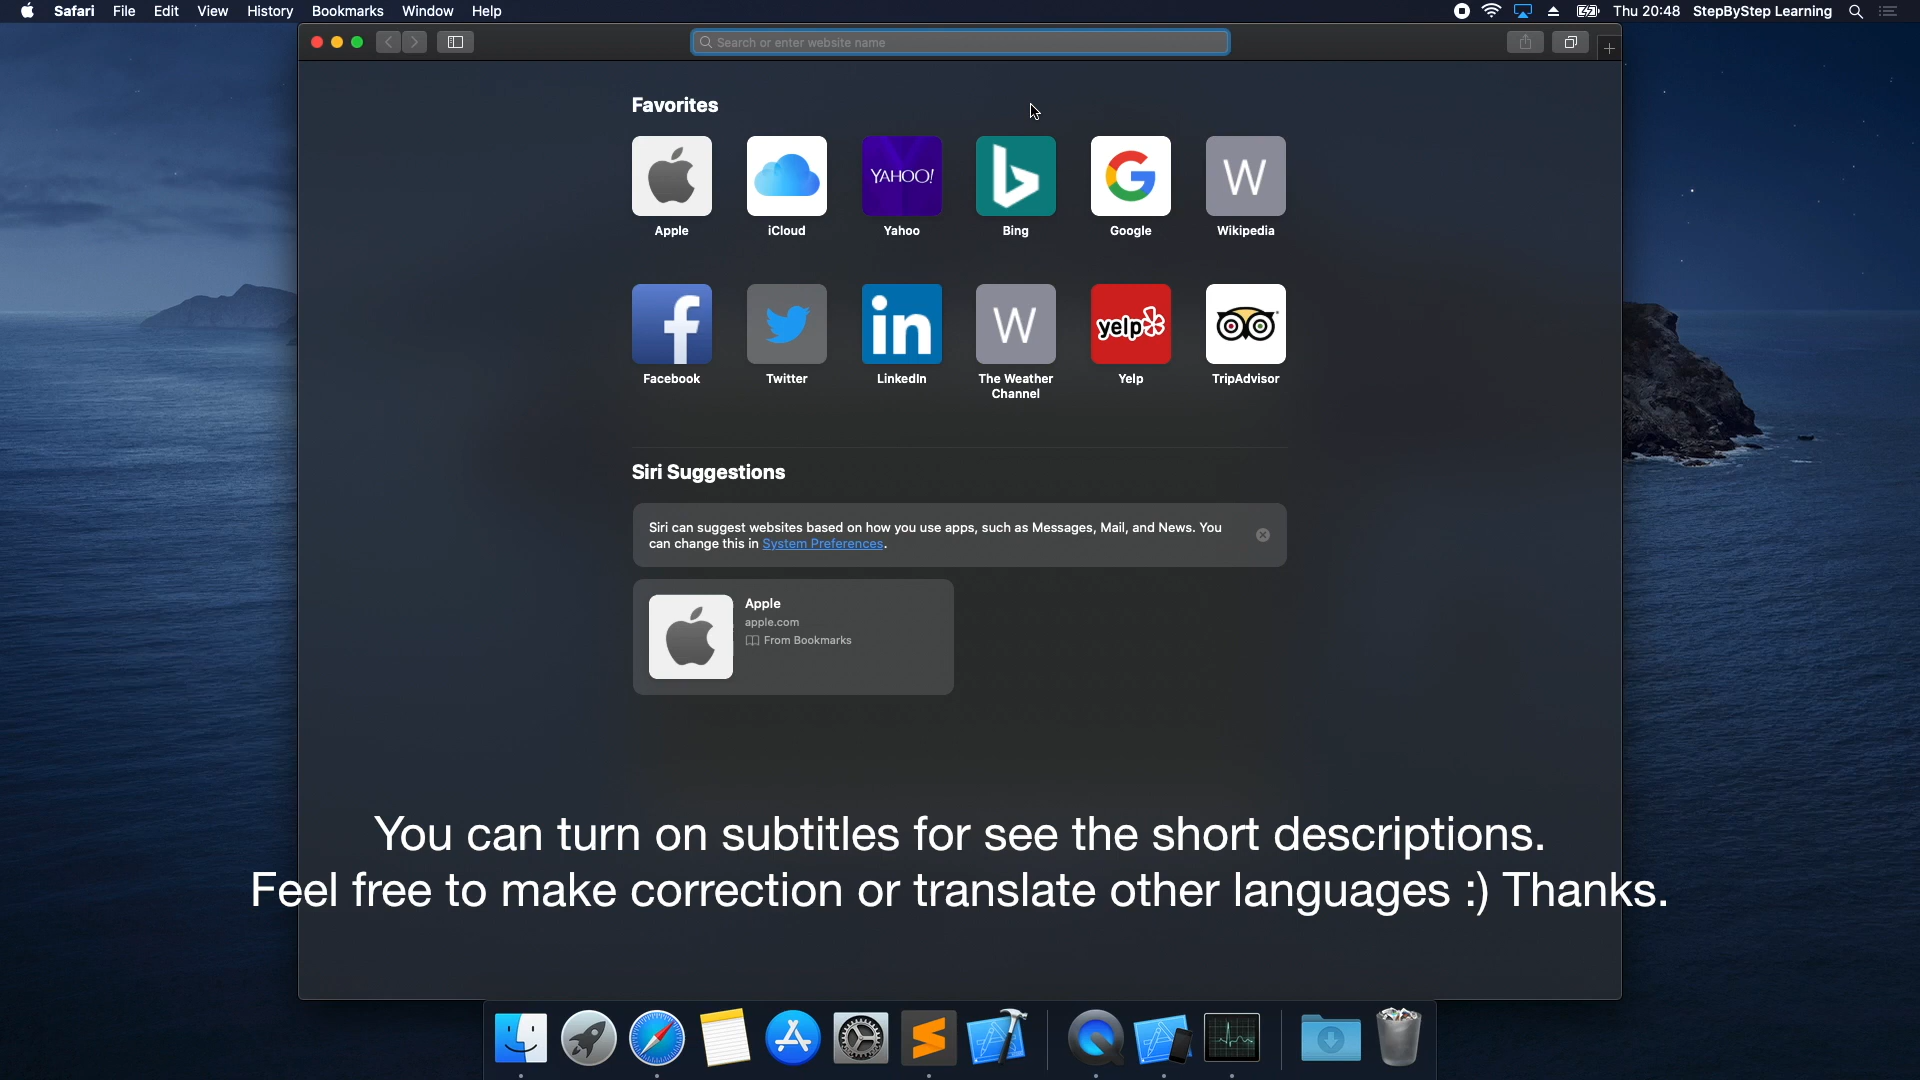 Safari File Edit View History Bookmarks Window Help
Thu 20:48 StepByStep Learning
Search or enter website name
Favorites
YAHOO!
W
Apple iCloud Yahoo Bing Google Wikipedia
in
W
yelp
Facebook Twitter LinkedIn The Weather Yelp TripAdvisor
Channel
Siri Suggestions
Siri can suggest websites based on how you use apps, such as Messages, Mail, and News. You
can change this in System Preferences.
Apple
apple.com
From Bookmarks
You can turn on subtitles for see the short descriptions.
Feel free to make correction or translate other languages :) Thanks.